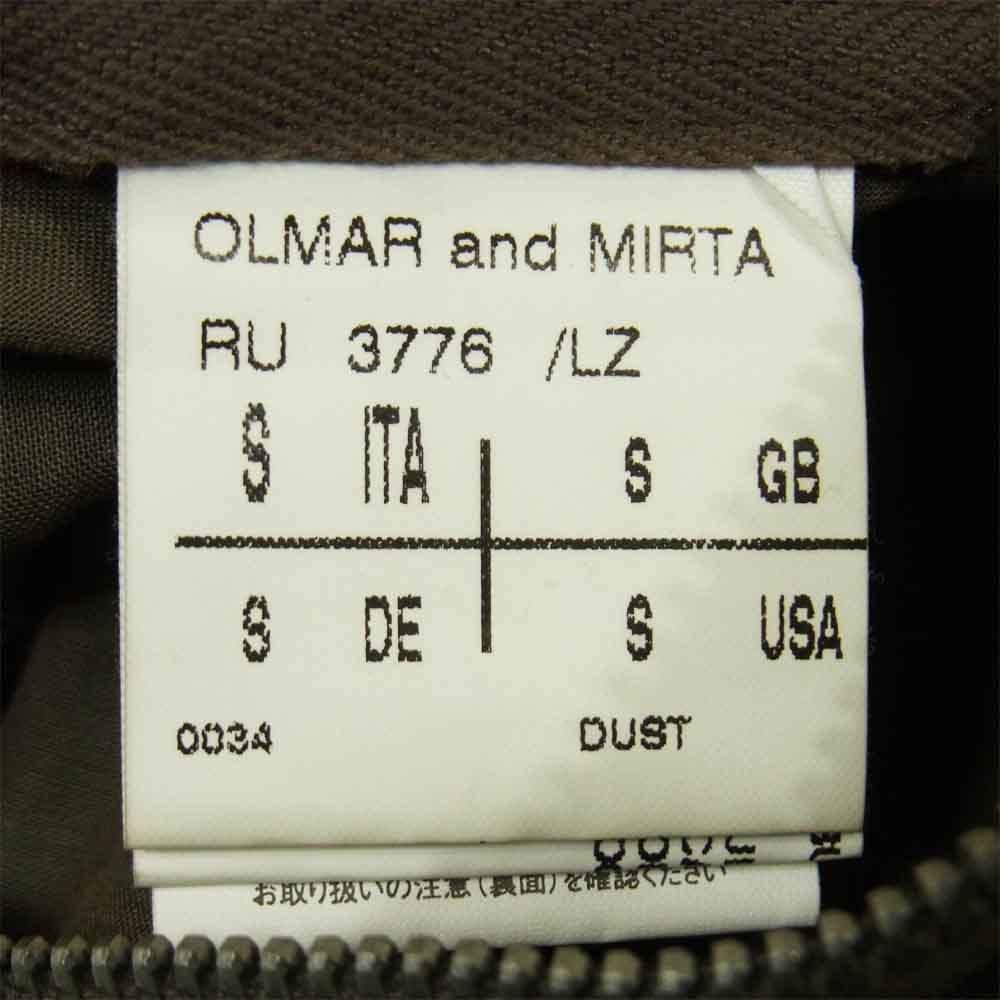 OLMAR and MIRTA
RU 3776 /LZ
S ITA S GB
S DE S USA
0034 DUST
お取り扱いの注意(裏面)を確認ください